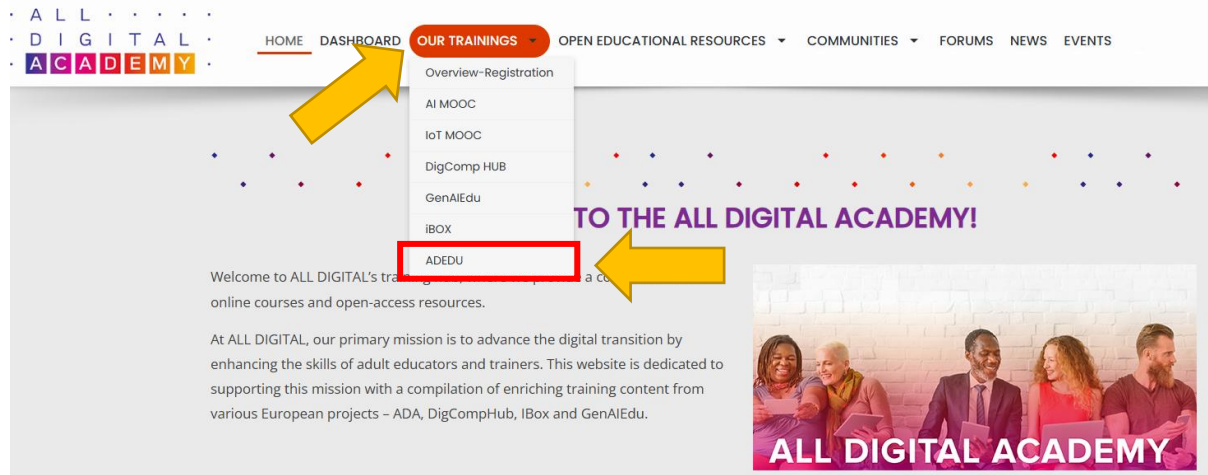 ALL
DIGITAL
ACADEMY
HOME DASHBOARD OUR TRAININGS OPEN EDUCATIONAL RESOURCES COMMUNITIES FORUMS NEWS EVENTS
Overview-Registration
AI MOOC
IoT MOOC
DigComp HUB
GenAIEdu
iBOX
ADEDU
TO THE ALL DIGITAL ACADEMY!
Welcome to ALL DIGITAL's
online courses and open-access resources.
At ALL DIGITAL, our primary mission is to advance the digital transition by
enhancing the skills of adult educators and trainers. This website is dedicated to
supporting this mission with a compilation of enriching training content from
various European projects – ADA, DigCompHub, IBox and GenAIEdu.
ALL DIGITAL ACADEMY